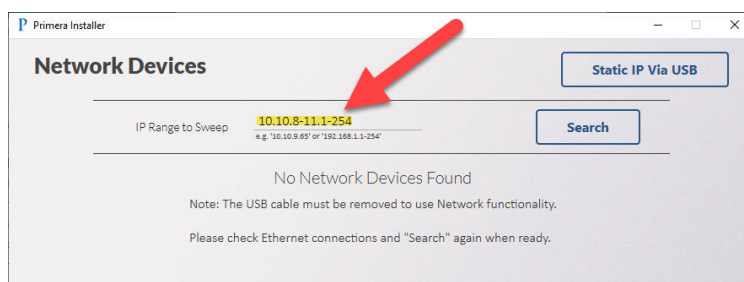 Primera Installer
Network Devices
Static IP Via USB
IP Range to Sweep
10.10.8-11.1-254
Search
e.g. '10.10.9.65' or '192.168.1.1-254'
No Network Devices Found
Note: The USB cable must be removed to use Network functionality.
Please check Ethernet connections and "Search" again when ready.